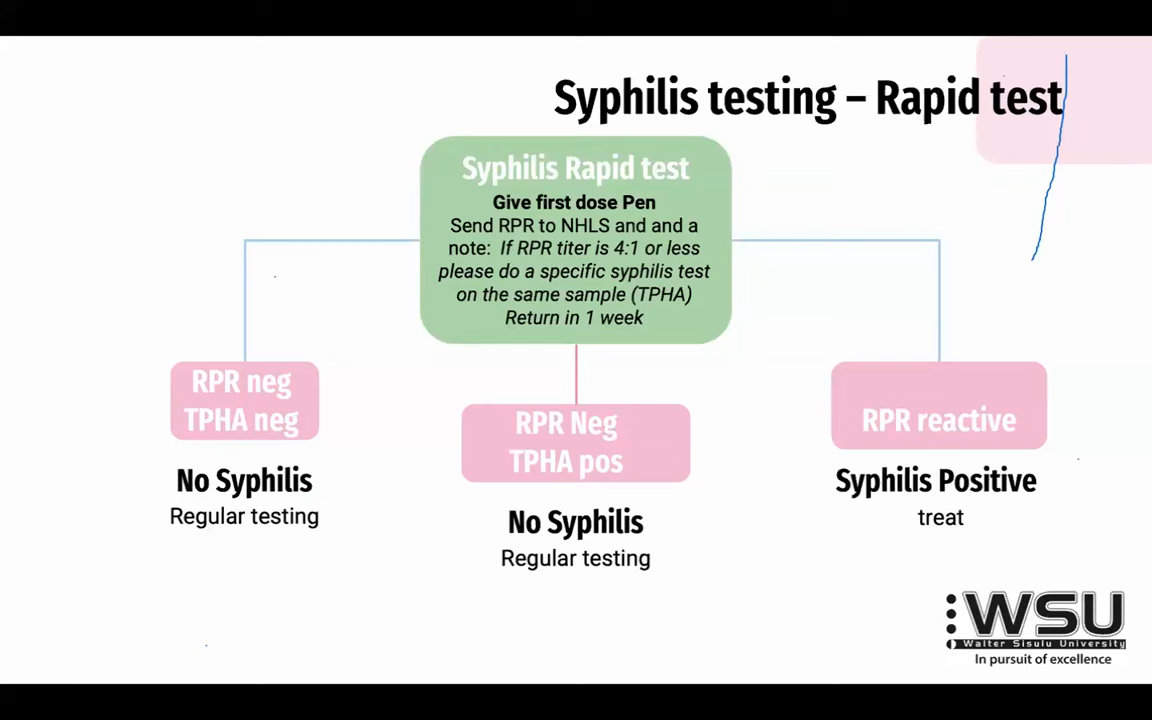 Syphilis testing – Rapid test
Syphilis Rapid test
Give first dose Pen
Send RPR to NHLS and and a
note: If RPR titer is 4:1 or less
please do a specific syphilis test
on the same sample (TPHA)
Return in 1 week
RPR neg
TPHA neg
No Syphilis
Regular testing
RPR Neg
TPHA pos
No Syphilis
Regular testing
RPR reactive
Syphilis Positive
treat
WSU
Walter Sisulu University
In pursuit of excellence